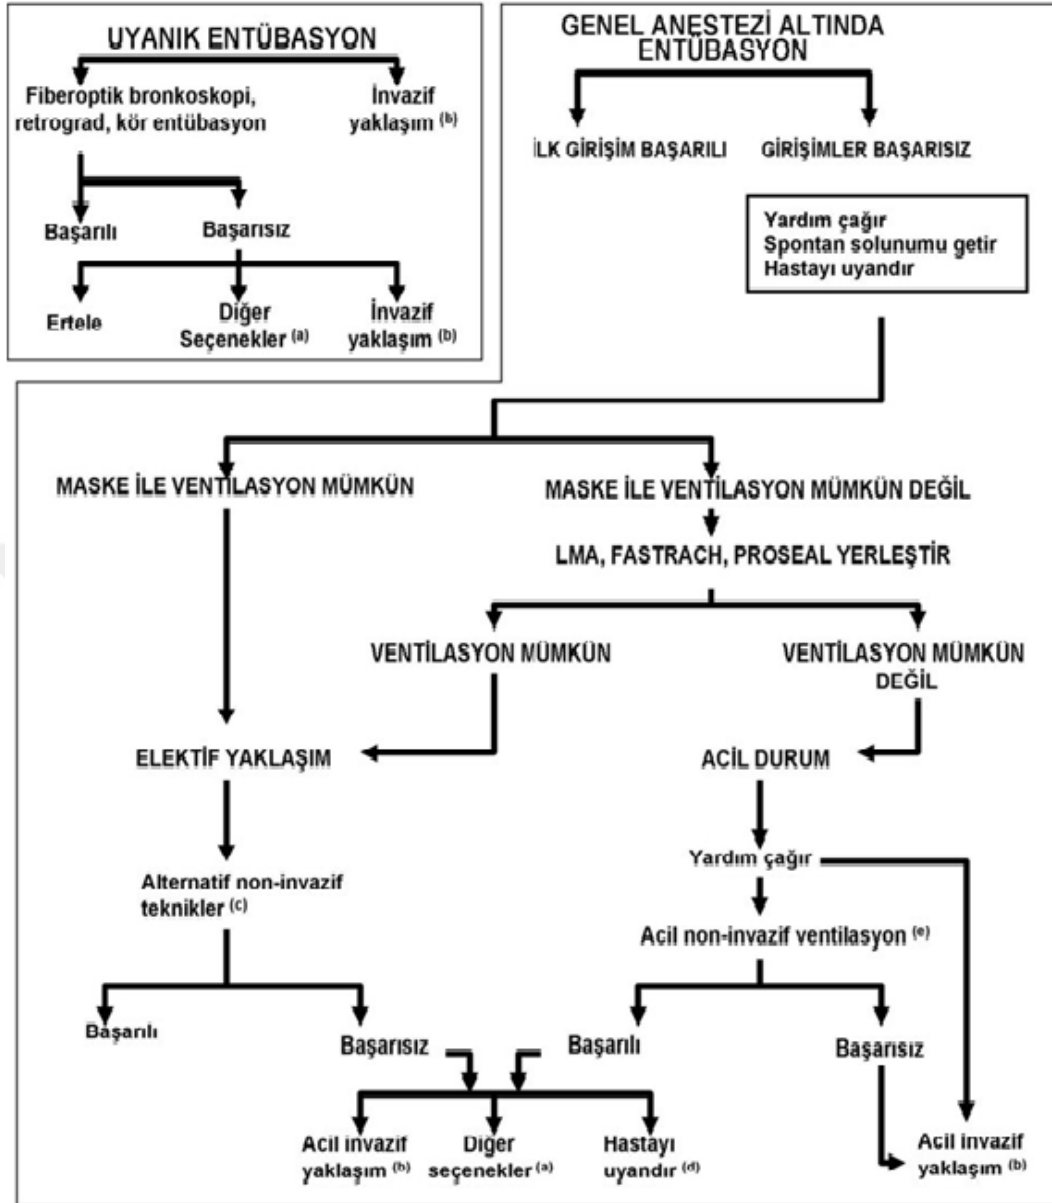 UYANIK ENTÜBASYON
Fiberoptik bronkoskopi,
retrograd, kör entübasyon
İnvazif
yaklaşım (b)
Başarılı
Başarısız
Ertele
Diğer
Seçenekler (a)
İnvazif
yaklaşım (b)
GENEL ANESTEZİ ALTINDA
ENTÜBASYON
İLK GİRİŞİM BAŞARILI
GİRİŞİMLER BAŞARISIZ
Yardım çağır
Spontan solunumu getir
Hastayı uyandır
MASKE İLE VENTİLASYON MÜMKÜN
MASKE İLE VENTİLASYON MÜMKÜN DEĞİL
LMA, FASTRACH, PROSEAL YERLEŞTİR
VENTİLASYON MÜMKÜN
VENTİLASYON MÜMKÜN
DEĞİL
ELEKTİF YAKLAŞIM
ACİL DURUM
Yardım çağır
Alternatif non-invazif
teknikler (c)
Acil non-invazif ventilasyon (e)
Başarılı
Başarısız
Başarılı
Başarısız
Acil invazif
yaklaşım (b)
Diğer
seçenekler (a)
Hastayı
uyandır (d)
Acil invazif
yaklaşım (b)